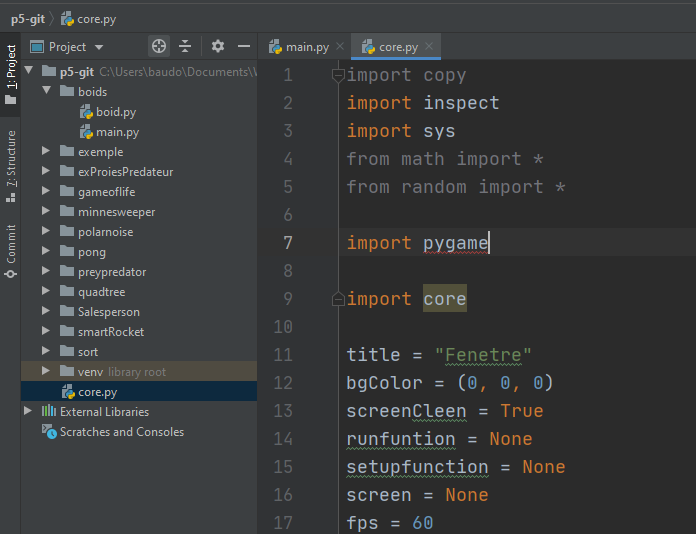 p5-git core.py
1: Project
7: Structure
Commit
Project
p5-git C:\Users\baudo\Documents\\
boids
boid.py
main.py
exemple
exProiesPredateur
gameoflife
minnesweeper
polarnoise
pong
preypredator
quadtree
Salesperson
smartRocket
sort
venv library root
core.py
External Libraries
Scratches and Consoles
main.py core.py
1 import copy
2 import inspect
3 import sys
4 from math import *
5 from random import *
6
7 import pygame
8
9 import core
10
11 title = "Fenetre"
12 bgColor = (0, 0, 0)
13 screenCleen = True
14 runfuntion = None
15 setupfunction = None
16 screen = None
17 fps = 60